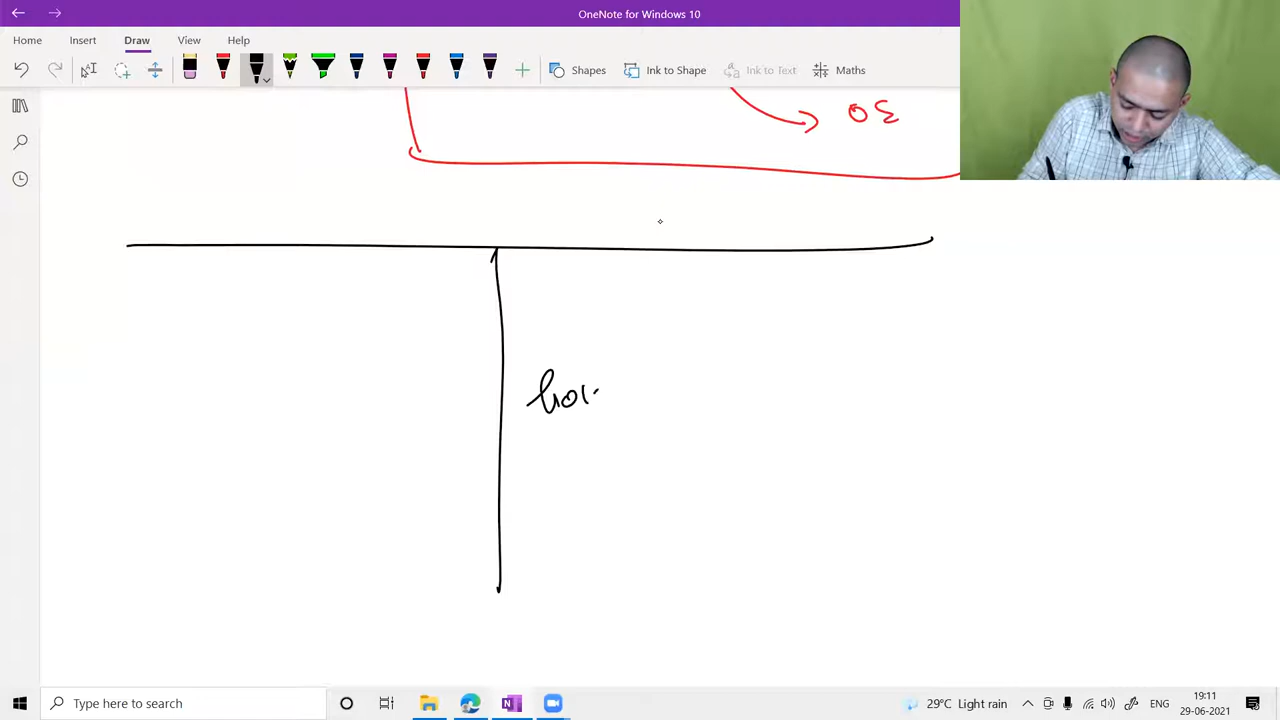 OneNote for Windows 10
Home Insert Draw View Help
Shapes Ink to Shape Ink to Text Maths
OE
Type here to search
29°C Light rain
ENG
19:11
29-06-2021